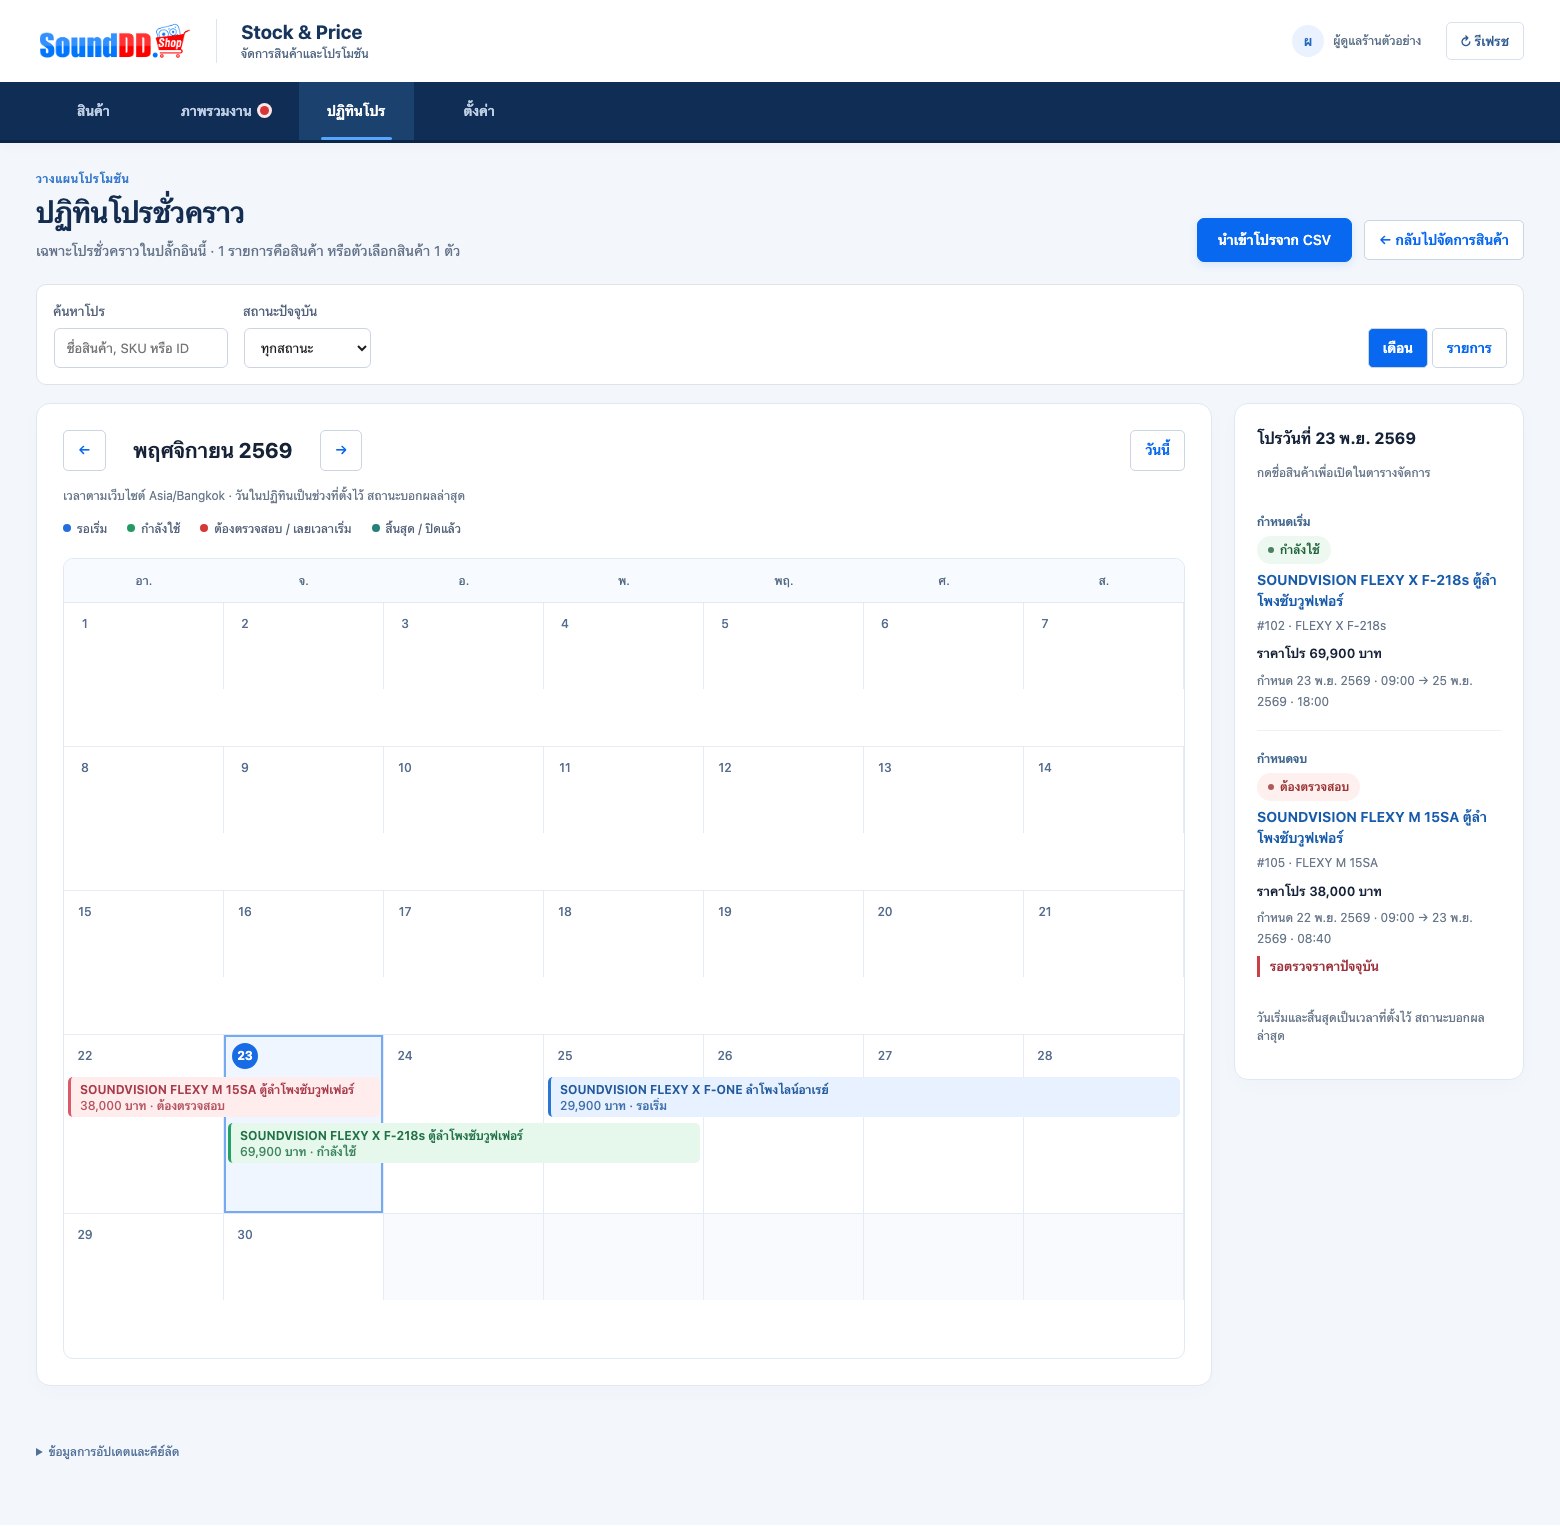 SoundDD.Shop
Stock & Price
จัดการสินค้าและโปรโมชัน
ผ
ผู้ดูแลร้านตัวอย่าง
↻ รีเฟรช
สินค้า
ภาพรวมงาน
ปฏิทินโปร
ตั้งค่า
วางแผนโปรโมชัน
ปฏิทินโปรชั่วคราว
เฉพาะโปรชั่วคราวในปลั๊กอินนี้ · 1 รายการคือสินค้า หรือตัวเลือกสินค้า 1 ตัว
นำเข้าโปรจาก CSV
← กลับไปจัดการสินค้า
ค้นหาโปร
สถานะปัจจุบัน
ชื่อสินค้า, SKU หรือ ID
ทุกสถานะ
เดือน
รายการ
←
พฤศจิกายน 2569
→
วันนี้
เวลาตามเว็บไซต์ Asia/Bangkok · วันในปฏิทินเป็นช่วงที่ตั้งไว้ สถานะบอกผลล่าสุด
รอเริ่ม
กำลังใช้
ต้องตรวจสอบ / เลยเวลาเริ่ม
สิ้นสุด / ปิดแล้ว
อา. จ. อ. พ. พฤ. ศ. ส.
1 2 3 4 5 6 7
8 9 10 11 12 13 14
15 16 17 18 19 20 21
22 23 24 25 26 27 28
SOUNDVISION FLEXY M 15SA ตู้ลำโพงซับวูฟเฟอร์
38,000 บาท · ต้องตรวจสอบ
SOUNDVISION FLEXY X F-ONE ลำโพงไลน์อาเรย์
29,900 บาท · รอเริ่ม
SOUNDVISION FLEXY X F-218s ตู้ลำโพงซับวูฟเฟอร์
69,900 บาท · กำลังใช้
29 30
โปรวันที่ 23 พ.ย. 2569
กดชื่อสินค้าเพื่อเปิดในตารางจัดการ
กำหนดเริ่ม
กำลังใช้
SOUNDVISION FLEXY X F-218s ตู้ลำ
โพงซับวูฟเฟอร์
#102 · FLEXY X F-218s
ราคาโปร 69,900 บาท
กำหนด 23 พ.ย. 2569 · 09:00 → 25 พ.ย.
2569 · 18:00
กำหนดจบ
ต้องตรวจสอบ
SOUNDVISION FLEXY M 15SA ตู้ลำ
โพงซับวูฟเฟอร์
#105 · FLEXY M 15SA
ราคาโปร 38,000 บาท
กำหนด 22 พ.ย. 2569 · 09:00 → 23 พ.ย.
2569 · 08:40
รอตรวจราคาปัจจุบัน
วันเริ่มและสิ้นสุดเป็นเวลาที่ตั้งไว้ สถานะบอกผล
ล่าสุด
ข้อมูลการอัปเดตและคีย์ลัด